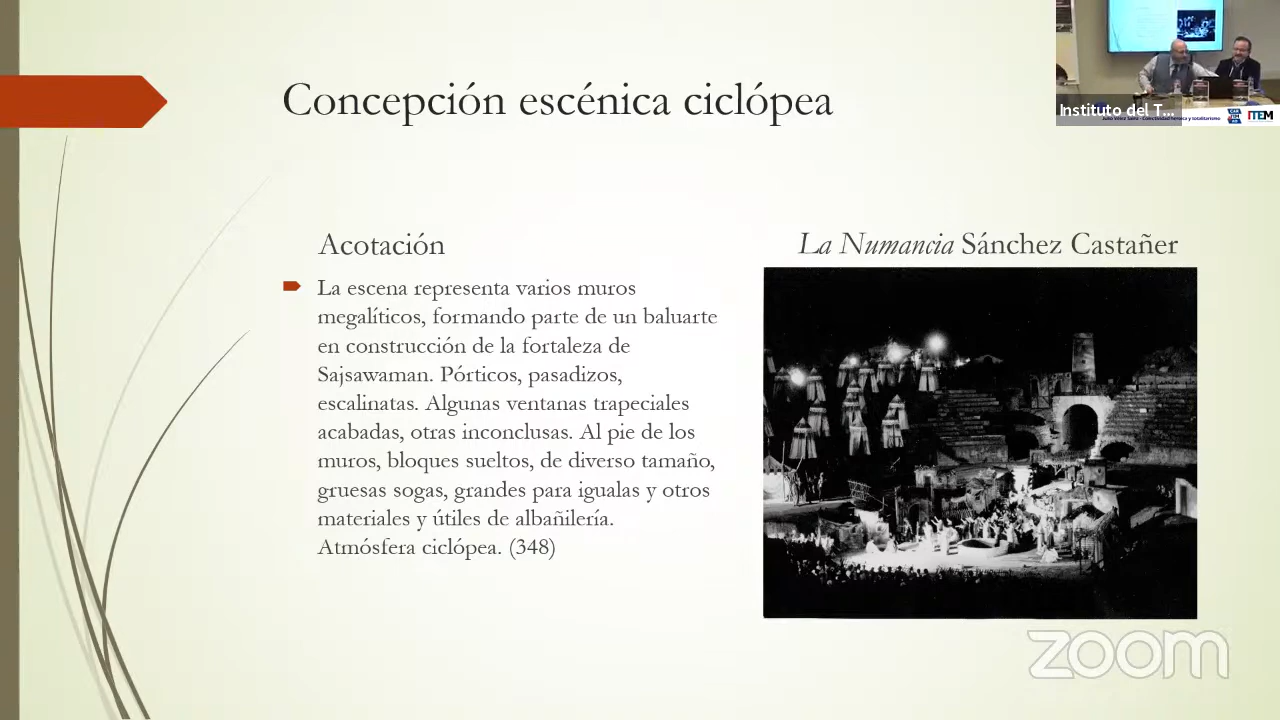 Concepción escénica ciclópea
Instituto del T...
ITEM
Acotación
La escena representa varios muros
megalíticos, formando parte de un baluarte
en construcción de la fortaleza de
Sajsawaman. Pórticos, pasadizos,
escalinatas. Algunas ventanas trapeciales
acabadas, otras inconclusas. Al pie de los
muros, bloques sueltos, de diverso tamaño,
gruesas sogas, grandes para igualas y otros
materiales y útiles de albañilería.
Atmósfera ciclópea. (348)
La Numancia Sánchez Castañer
zoom